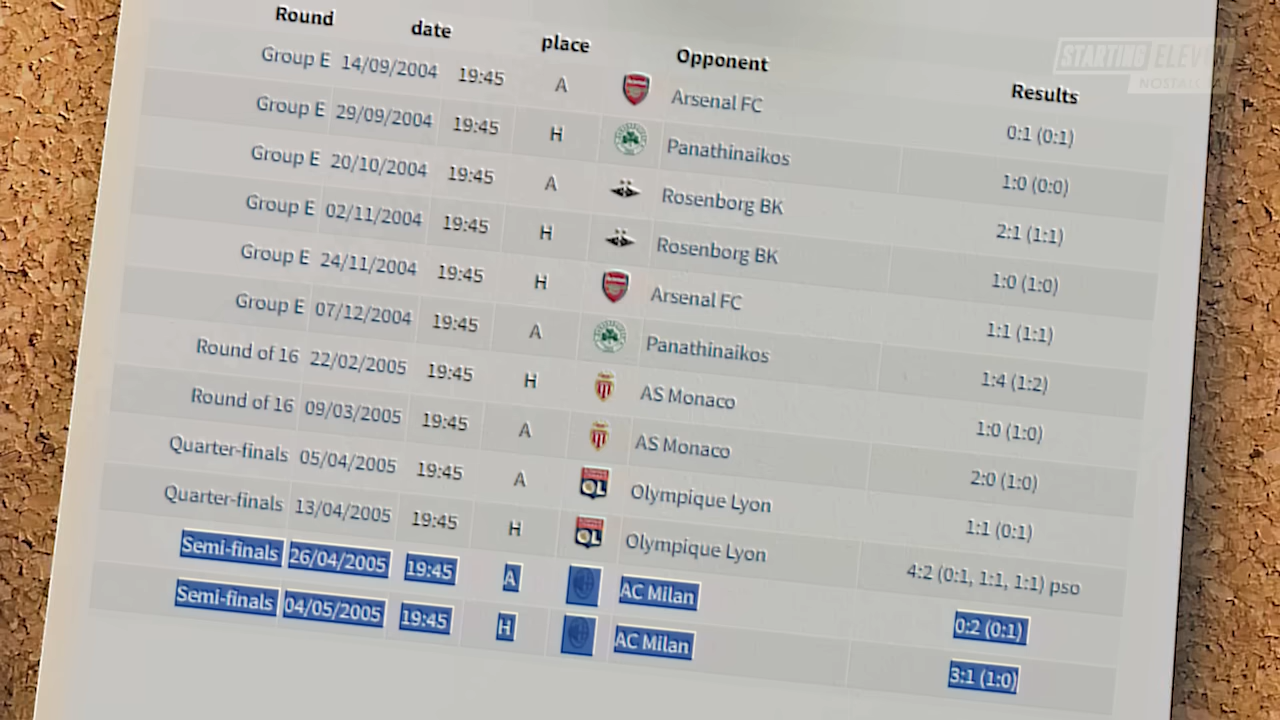 Round date place Opponent Results
Group E 14/09/2004 19:45 A Arsenal FC 0:1 (0:1)
Group E 29/09/2004 19:45 H Panathinaikos 1:0 (0:0)
Group E 20/10/2004 19:45 A Rosenborg BK 2:1 (1:1)
Group E 02/11/2004 19:45 H Rosenborg BK 1:0 (1:0)
Group E 24/11/2004 19:45 H Arsenal FC 1:1 (1:1)
Group E 07/12/2004 19:45 A Panathinaikos 1:4 (1:2)
Round of 16 22/02/2005 19:45 H AS Monaco 1:0 (1:0)
Round of 16 09/03/2005 19:45 A AS Monaco 2:0 (1:0)
Quarter-finals 05/04/2005 19:45 A Olympique Lyon 1:1 (0:1)
Quarter-finals 13/04/2005 19:45 H Olympique Lyon 4:2 (0:1, 1:1, 1:1) pso
Semi-finals 26/04/2005 19:45 A AC Milan 0:2 (0:1)
Semi-finals 04/05/2005 19:45 H AC Milan 3:1 (1:0)
STARTING ELEVEN